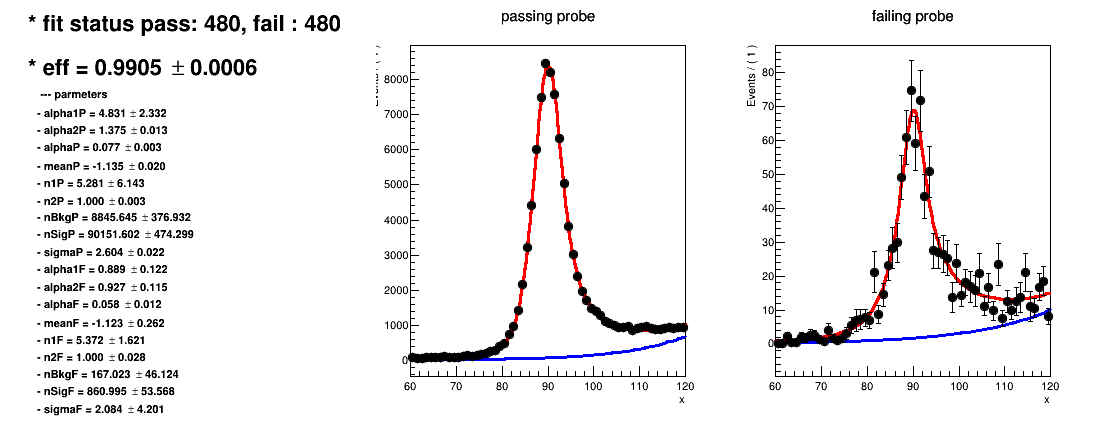 * fit status pass: 480, fail : 480
* eff = 0.9905 ± 0.0006
--- parmeters
- alpha1P = 4.831 ± 2.332
- alpha2P = 1.375 ± 0.013
- alphaP = 0.077 ± 0.003
- meanP = -1.135 ± 0.020
- n1P = 5.281 ± 6.143
- n2P = 1.000 ± 0.003
- nBkgP = 8845.645 ± 376.932
- nSigP = 90151.602 ± 474.299
- sigmaP = 2.604 ± 0.022
- alpha1F = 0.889 ± 0.122
- alpha2F = 0.927 ± 0.115
- alphaF = 0.058 ± 0.012
- meanF = -1.123 ± 0.262
- n1F = 5.372 ± 1.621
- n2F = 1.000 ± 0.028
- nBkgF = 167.023 ± 46.124
- nSigF = 860.995 ± 53.568
- sigmaF = 2.084 ± 4.201
passing probe
8000
7000
6000
5000
4000
3000
2000
1000
0
60 70 80 90 100 110 120
x
failing probe
Events / ( 1 )
80
70
60
50
40
30
20
10
0
60 70 80 90 100 110 120
x